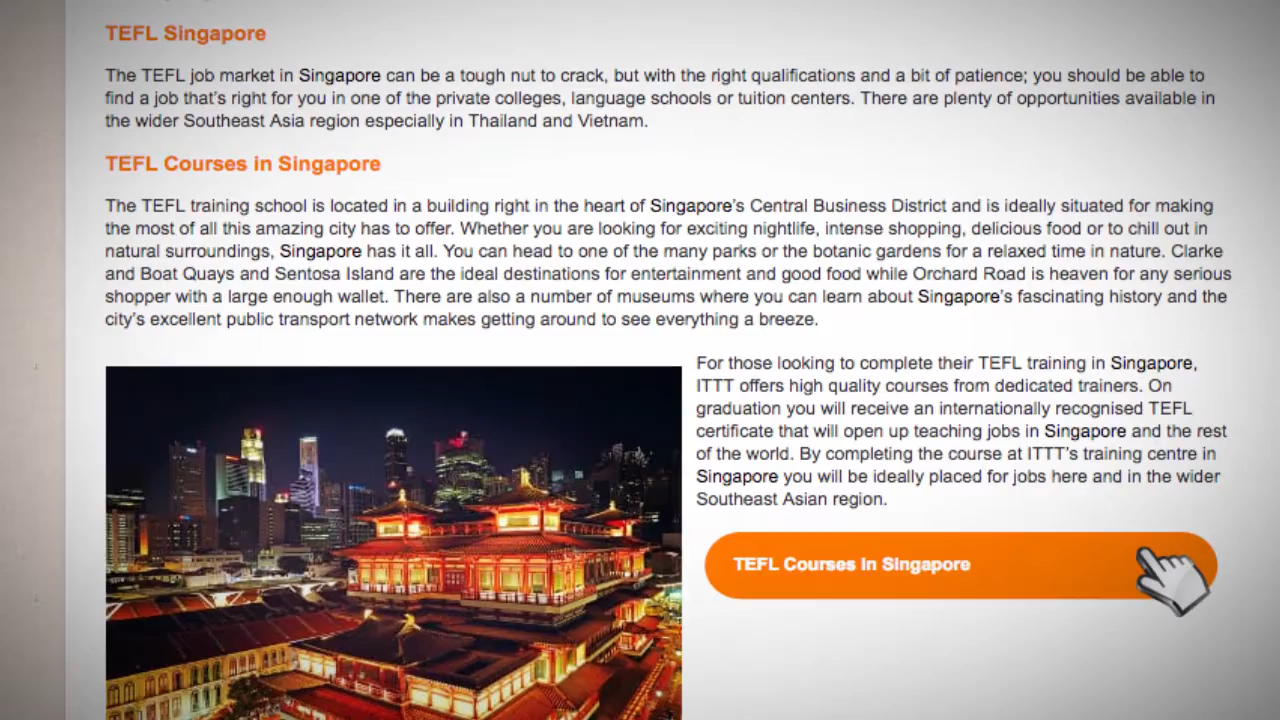 TEFL Singapore
The TEFL job market in Singapore can be a tough nut to crack, but with the right qualifications and a bit of patience; you should be able to
find a job that's right for you in one of the private colleges, language schools or tuition centers. There are plenty of opportunities available in
the wider Southeast Asia region especially in Thailand and Vietnam.
TEFL Courses in Singapore
The TEFL training school is located in a building right in the heart of Singapore's Central Business District and is ideally situated for making
the most of all this amazing city has to offer. Whether you are looking for exciting nightlife, intense shopping, delicious food or to chill out in
natural surroundings, Singapore has it all. You can head to one of the many parks or the botanic gardens for a relaxed time in nature. Clarke
and Boat Quays and Sentosa Island are the ideal destinations for entertainment and good food while Orchard Road is heaven for any serious
shopper with a large enough wallet. There are also a number of museums where you can learn about Singapore's fascinating history and the
city's excellent public transport network makes getting around to see everything a breeze.
For those looking to complete their TEFL training in Singapore,
ITTT offers high quality courses from dedicated trainers. On
graduation you will receive an internationally recognised TEFL
certificate that will open up teaching jobs in Singapore and the rest
of the world. By completing the course at ITTT's training centre in
Singapore you will be ideally placed for jobs here and in the wider
Southeast Asian region.
TEFL Courses in Singapore